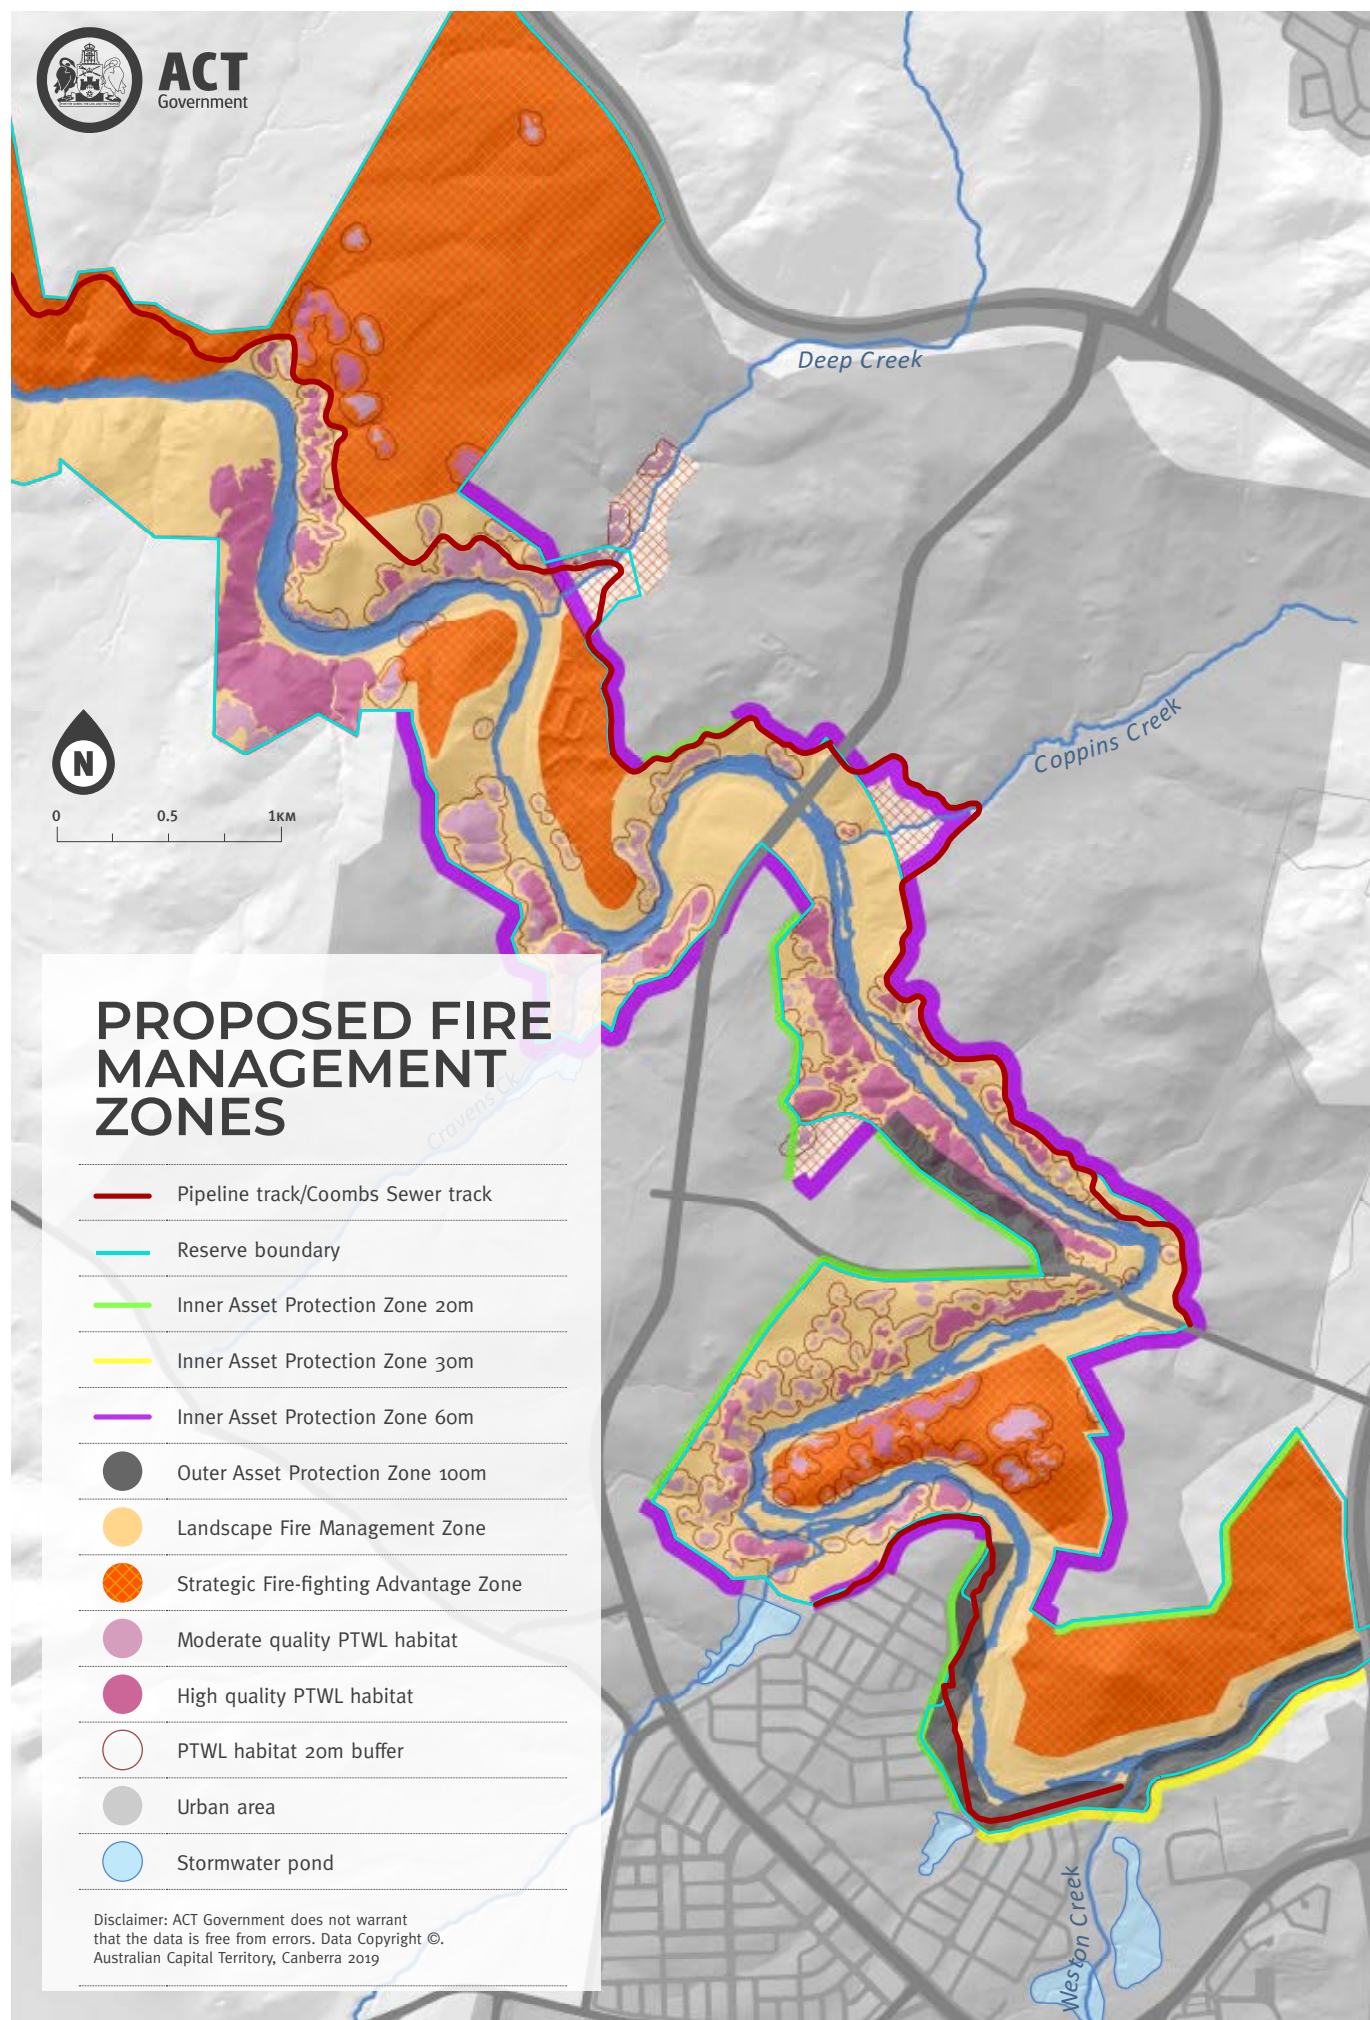 ACT
Government
Deep Creek
Coppins Creek
N
0 0.5 1KM
PROPOSED FIRE
MANAGEMENT
ZONES
Cravens Ck
Pipeline track/Coombs Sewer track
Reserve boundary
Inner Asset Protection Zone 20m
Inner Asset Protection Zone 30m
Inner Asset Protection Zone 60m
Outer Asset Protection Zone 100m
Landscape Fire Management Zone
Strategic Fire-fighting Advantage Zone
Moderate quality PTWL habitat
High quality PTWL habitat
PTWL habitat 20m buffer
Urban area
Stormwater pond
Weston Creek
Disclaimer: ACT Government does not warrant
that the data is free from errors. Data Copyright ©.
Australian Capital Territory, Canberra 2019